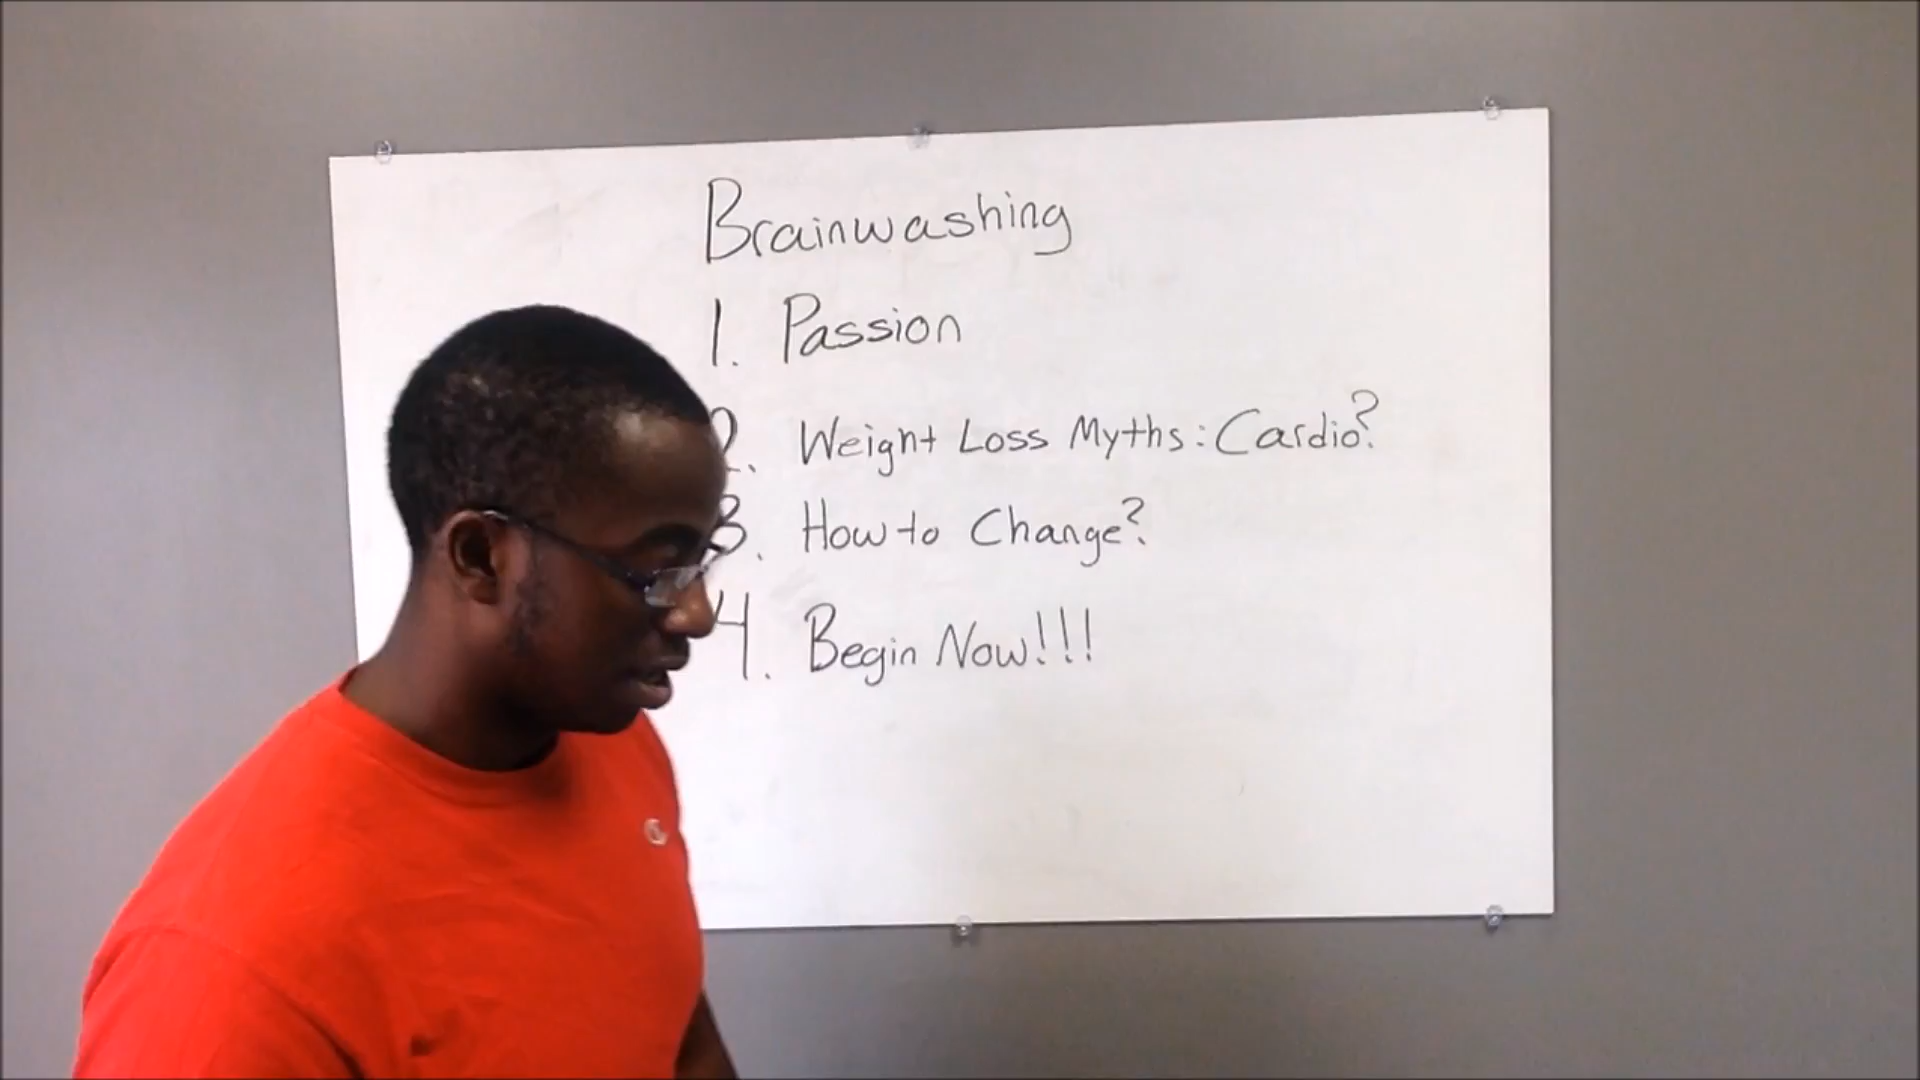 Brainwashing
1. Passion
2. Weight Loss Myths: Cardio?
3. How to Change?
4. Begin Now!!!